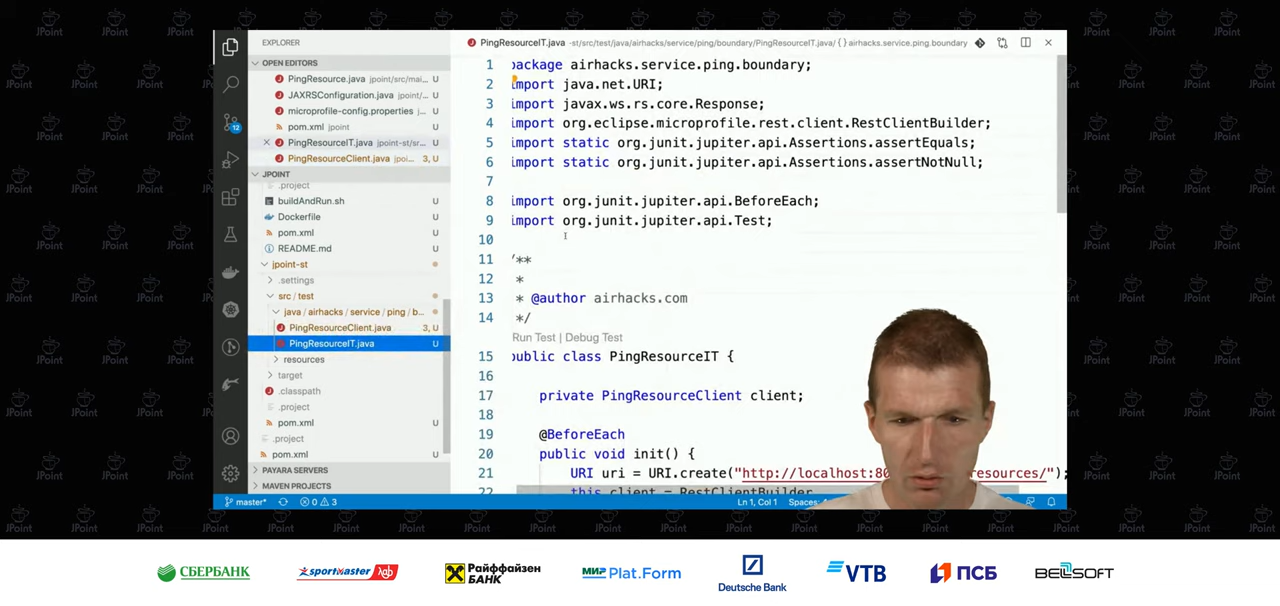 EXPLORER
OPEN EDITORS
PingResource.java jpoint/src/mai... U
JAXRSConfiguration.java jpoint/... U
microprofile-config.properties ... U
pom.xml jpoint U
PingResourceIT.java jpoint-st/sr... U
PingResourceClient.java jpoi... 3, U
JPOINT
.project
buildAndRun.sh U
Dockerfile U
pom.xml U
README.md U
jpoint-st
.settings
src / test
java / airhacks / service / ping / b...
PingResourceClient.java 3, U
PingResourceIT.java U
resources
target
.classpath
.project
pom.xml U
.project
pom.xml U
PAYARA SERVERS
MAVEN PROJECTS
12
PingResourceIT.java -st/src/test/java/airhacks/service/ping/boundary/PingResourceIT.java/ {} airhacks.service.ping.boundary
1 package airhacks.service.ping.boundary;
2 import java.net.URI;
3 import javax.ws.rs.core.Response;
4 import org.eclipse.microprofile.rest.client.RestClientBuilder;
5 import static org.junit.jupiter.api.Assertions.assertEquals;
6 import static org.junit.jupiter.api.Assertions.assertNotNull;
7
8 import org.junit.jupiter.api.BeforeEach;
9 import org.junit.jupiter.api.Test;
10
11 /**
12 *
13 * @author airhacks.com
14 */
Run Test | Debug Test
15 public class PingResourceIT {
16
17 private PingResourceClient client;
18
19 @BeforeEach
20 public void init() {
21 URI uri = URI.create("http://localhost:80 resources/");
22 this.client = RestClientBuilder
master* 0 3 Ln 1, Col 1 Spaces:
JPoint
СБЕРБАНК
sportmaster lab
Райффайзен БАНК
МИР Plat.Form
Deutsche Bank
VTB
ПСБ
BELLSOFT